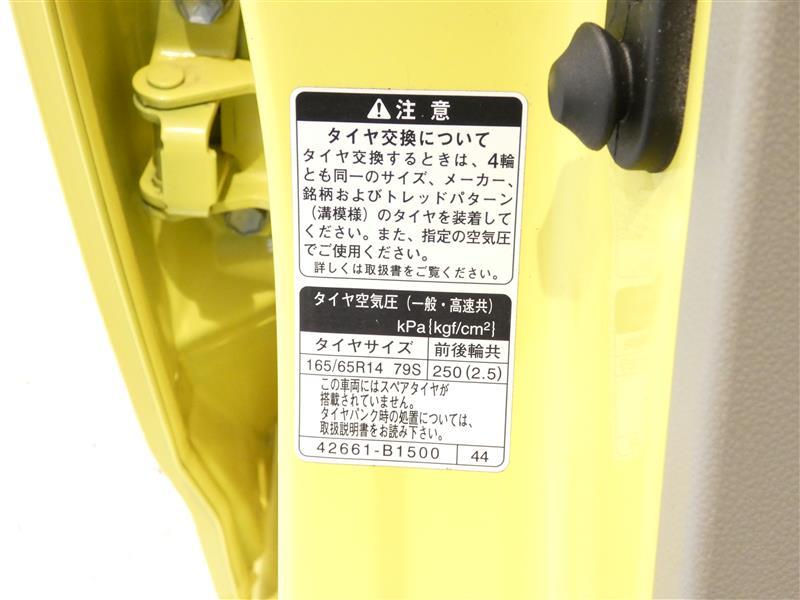 ⚠注意
タイヤ交換について
タイヤ交換するときは、4輪
とも同一のサイズ、メーカー、
銘柄およびトレッドパターン
(溝模様)のタイヤを装着して
ください。また、指定の空気圧
でご使用ください。
詳しくは取扱書をご覧ください。
タイヤ空気圧(一般・高速共)
kPa{kgf/cm²}
タイヤサイズ 前後輪共
165/65R14 79S 250(2.5)
この車両にはスペアタイヤが
搭載されていません。
タイヤパンク時の処置については、
取扱説明書をお読み下さい。
42661-B1500 44